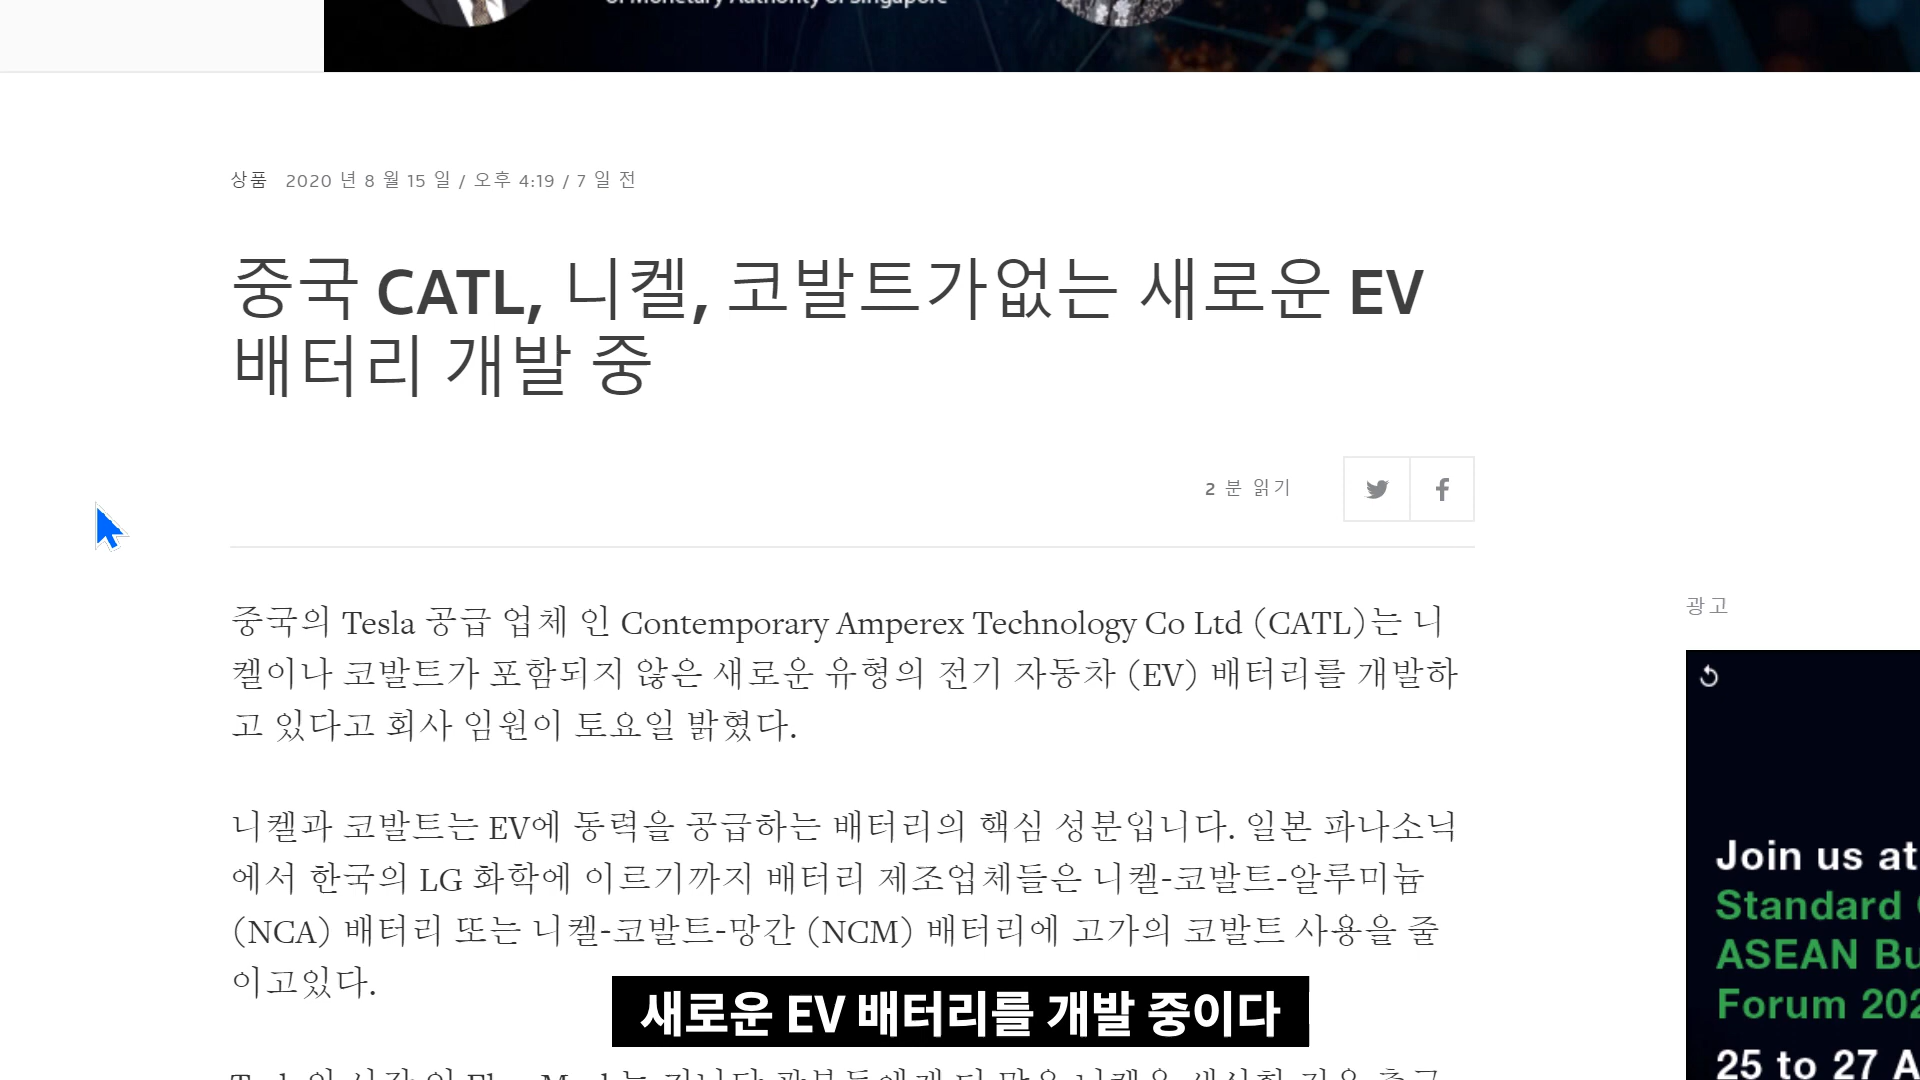 of Monetary Authority of Singapore
상품 2020 년 8 월 15 일 / 오후 4:19 / 7 일 전
중국 CATL, 니켈, 코발트가없는 새로운 EV
배터리 개발 중
2 분 읽기
중국의 Tesla 공급 업체 인 Contemporary Amperex Technology Co Ltd (CATL)는 니
켈이나 코발트가 포함되지 않은 새로운 유형의 전기 자동차 (EV) 배터리를 개발하
고 있다고 회사 임원이 토요일 밝혔다.
니켈과 코발트는 EV에 동력을 공급하는 배터리의 핵심 성분입니다. 일본 파나소닉
에서 한국의 LG 화학에 이르기까지 배터리 제조업체들은 니켈-코발트-알루미늄
(NCA) 배터리 또는 니켈-코발트-망간 (NCM) 배터리에 고가의 코발트 사용을 줄
이고있다.
새로운 EV 배터리를 개발 중이다
광고
Join us at
Standard
ASEAN Bu
Forum 202
25 to 27 A